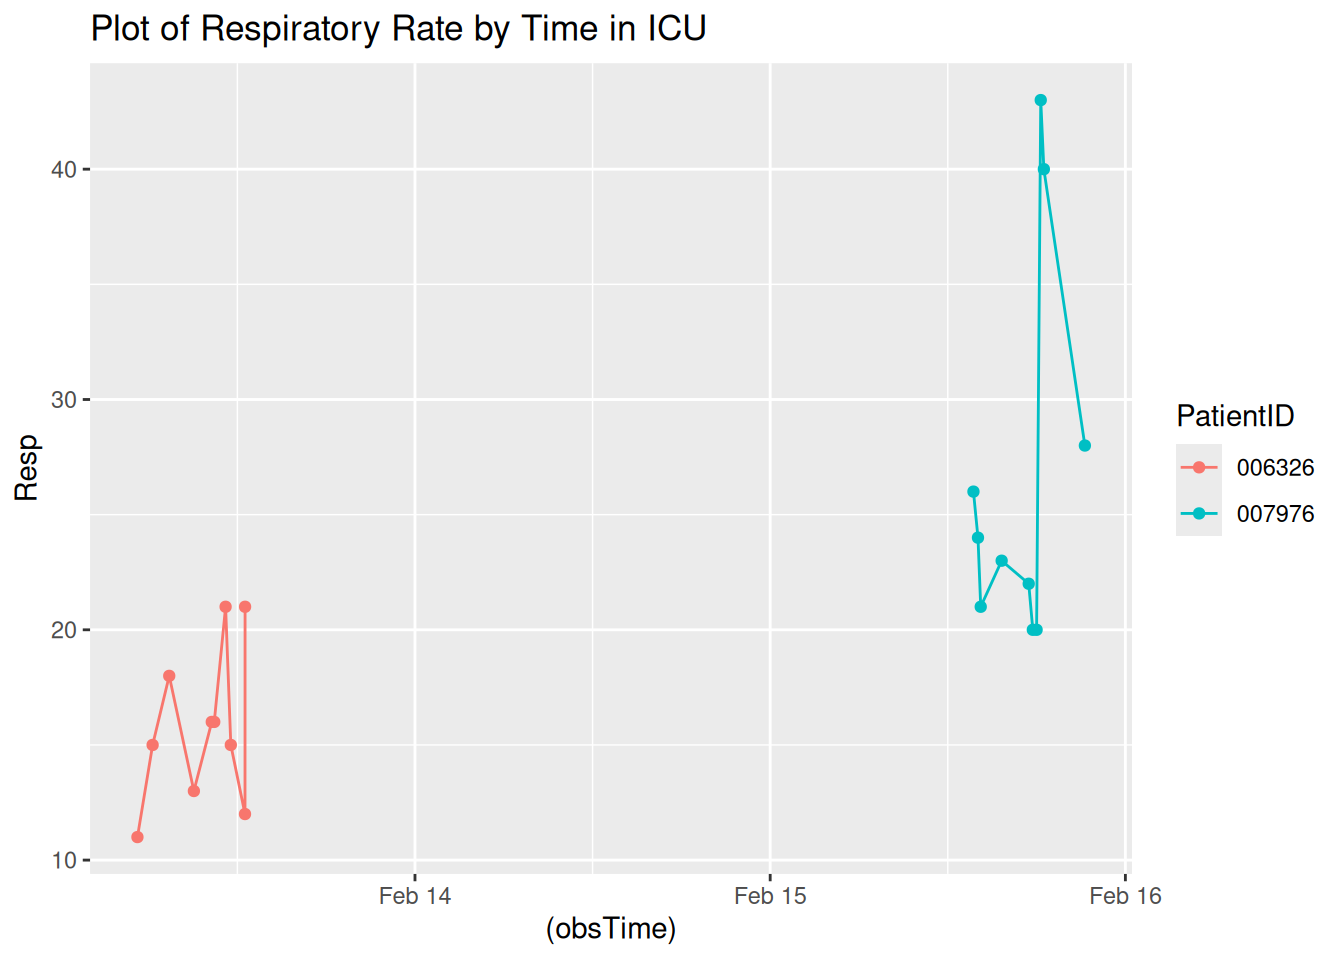 Plot of Respiratory Rate by Time in ICU
40
30
20
10
Resp
Feb 14
Feb 15
Feb 16
(obsTime)
PatientID
006326
007976